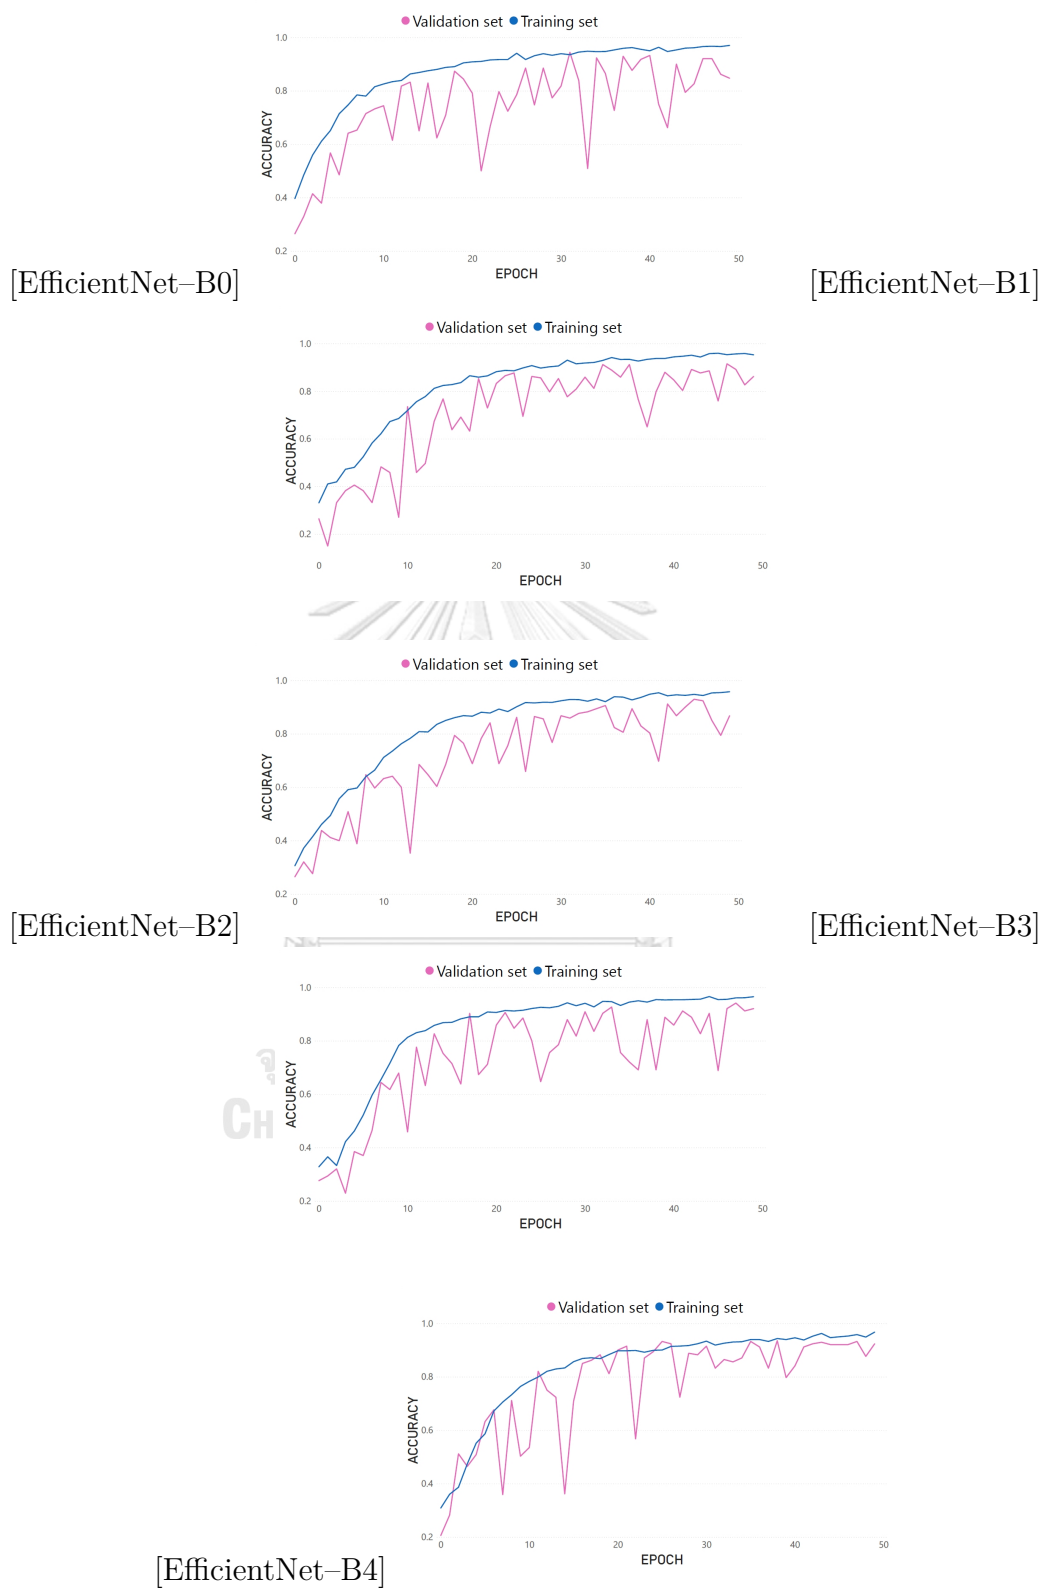 Validation set Training set
1.0
0.8
0.6
0.4
0.2
ACCURACY
0 10 20 30 40 50
EPOCH
[EfficientNet–B0] [EfficientNet–B1]
Validation set Training set
1.0
0.8
0.6
0.4
0.2
ACCURACY
0 10 20 30 40 50
EPOCH
Validation set Training set
1.0
0.8
0.6
0.4
0.2
ACCURACY
0 10 20 30 40 50
EPOCH
[EfficientNet–B2] [EfficientNet–B3]
Validation set Training set
1.0
0.8
0.6
0.4
0.2
ACCURACY
0 10 20 30 40 50
EPOCH
จุ
CH
Validation set Training set
1.0
0.8
0.6
0.4
0.2
ACCURACY
0 10 20 30 40 50
EPOCH
[EfficientNet–B4]